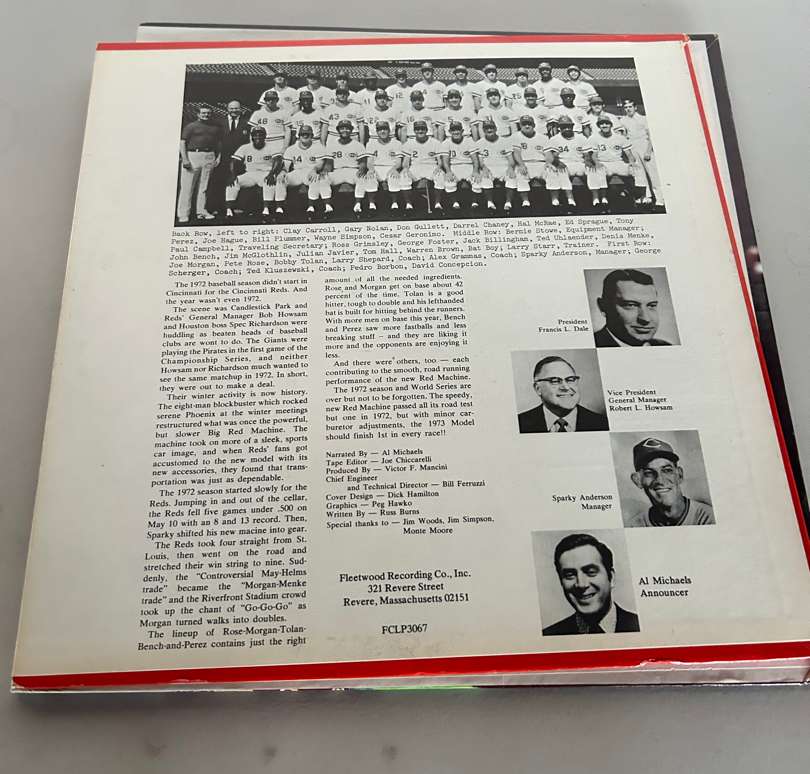 Back Row, left to right: Clay Carroll, Gary Nolan, Don Gullett, Darrel Chaney, Hal McRae, Ed Sprague, Tony
Perez, Joe Hague, Bill Plummer, Wayne Simpson, Cesar Geronimo. Middle Row: Bernie Stowe, Equipment Manager;
Paul Campbell, Traveling Secretary; Ross Grimsley, George Foster, Jack Billingham, Ted Uhlaender, Denis Menke,
John Bench, Jim McGlothlin, Julian Javier, Tom Hall, Warren Brown, Bat Boy; Larry Starr, Trainer. First Row:
Joe Morgan, Pete Rose, Bobby Tolan, Larry Shepard, Coach; Alex Grammas, Coach; Sparky Anderson, Manager; George
Scherger, Coach; Ted Kluszewski, Coach; Pedro Borbon, David Concepcion.
The 1972 baseball season didn't start in
Cincinnati for the Cincinnati Reds. And
the year wasn't even 1972.
The scene was Candlestick Park and
Reds' General Manager Bob Howsam
and Houston boss Spec Richardson were
huddling as beaten heads of baseball
clubs are wont to do. The Giants were
playing the Pirates in the first game of the
Championship Series, and neither
Howsam nor Richardson much wanted to
see the same matchup in 1972. In short,
they were out to make a deal.
Their winter activity is now history.
The eight-man blockbuster which rocked
serene Phoenix at the winter meetings
restructured what was once the powerful,
but slower Big Red Machine. The
machine took on more of a sleek, sports
car image, and when Reds' fans got
accustomed to the new model with its
new accessories, they found that trans-
portation was just as dependable.
The 1972 season started slowly for the
Reds. Jumping in and out of the cellar,
the Reds fell five games under .500 on
May 10 with an 8 and 13 record. Then,
Sparky shifted his new macine into gear.
The Reds took four straight from St.
Louis, then went on the road and
stretched their win string to nine. Sud-
denly, the "Controversial May-Helms
trade" became the "Morgan-Menke
trade" and the Riverfront Stadium crowd
took up the chant of "Go-Go-Go" as
Morgan turned walks into doubles.
The lineup of Rose-Morgan-Tolan-
Bench-and-Perez contains just the right
amount of all the needed ingredients.
Rose and Morgan get on base about 42
percent of the time. Tolan is a good
hitter, tough to double and his lefthanded
bat is built for hitting behind the runners.
With more men on base this year, Bench
and Perez saw more fastballs and less
breaking stuff — and they are liking it
more and the opponents are enjoying it
less.
And there were others, too — each
contributing to the smooth, road running
performance of the new Red Machine.
The 1972 season and World Series are
over but not to be forgotten. The speedy,
new Red Machine passed all its road test
but one in 1972, but with minor car-
buretor adjustments, the 1973 Model
should finish 1st in every race!!
Narrated By — Al Michaels
Tape Editor — Joe Chiccarelli
Produced By — Victor F. Mancini
Chief Engineer
and Technical Director — Bill Ferruzzi
Cover Design — Dick Hamilton
Graphics — Peg Hawko
Written By — Russ Burns
Special thanks to — Jim Woods, Jim Simpson,
Monte Moore
Fleetwood Recording Co., Inc.
321 Revere Street
Revere, Massachusetts 02151
FCLP3067
President
Francis L. Dale
Vice President
General Manager
Robert L. Howsam
Sparky Anderson
Manager
Al Michaels
Announcer